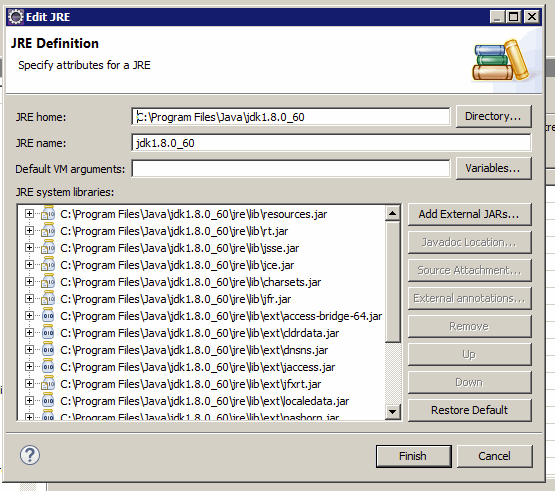 Edit JRE
JRE Definition
Specify attributes for a JRE
JRE home:
C:\Program Files\Java\jdk1.8.0_60
Directory...
JRE name:
jdk1.8.0_60
Default VM arguments:
Variables...
JRE system libraries:
C:\Program Files\Java\jdk1.8.0_60\jre\lib\resources.jar
C:\Program Files\Java\jdk1.8.0_60\jre\lib\rt.jar
C:\Program Files\Java\jdk1.8.0_60\jre\lib\jsse.jar
C:\Program Files\Java\jdk1.8.0_60\jre\lib\jce.jar
C:\Program Files\Java\jdk1.8.0_60\jre\lib\charsets.jar
C:\Program Files\Java\jdk1.8.0_60\jre\lib\jfr.jar
C:\Program Files\Java\jdk1.8.0_60\jre\lib\ext\access-bridge-64.jar
C:\Program Files\Java\jdk1.8.0_60\jre\lib\ext\cldrdata.jar
C:\Program Files\Java\jdk1.8.0_60\jre\lib\ext\dnsns.jar
C:\Program Files\Java\jdk1.8.0_60\jre\lib\ext\jaccess.jar
C:\Program Files\Java\jdk1.8.0_60\jre\lib\ext\jfxrt.jar
C:\Program Files\Java\jdk1.8.0_60\jre\lib\ext\localedata.jar
C:\Program Files\Java\jdk1.8.0_60\jre\lib\ext\nashorn.jar
Add External JARs...
Javadoc Location...
Source Attachment...
External annotations...
Remove
Up
Down
Restore Default
Finish
Cancel